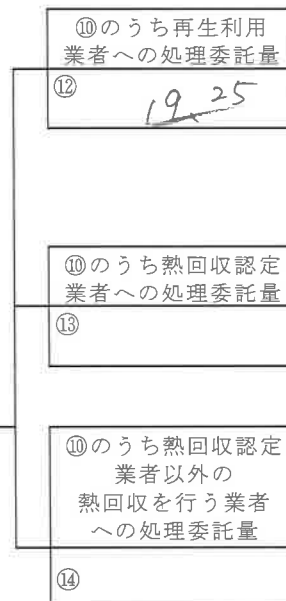 ⑩のうち再生利用
業者への処理委託量
⑫
19.25
⑩のうち熱回収認定
業者への処理委託量
⑬
⑩のうち熱回収認定
業者以外の
熱回収を行う業者
への処理委託量
⑭